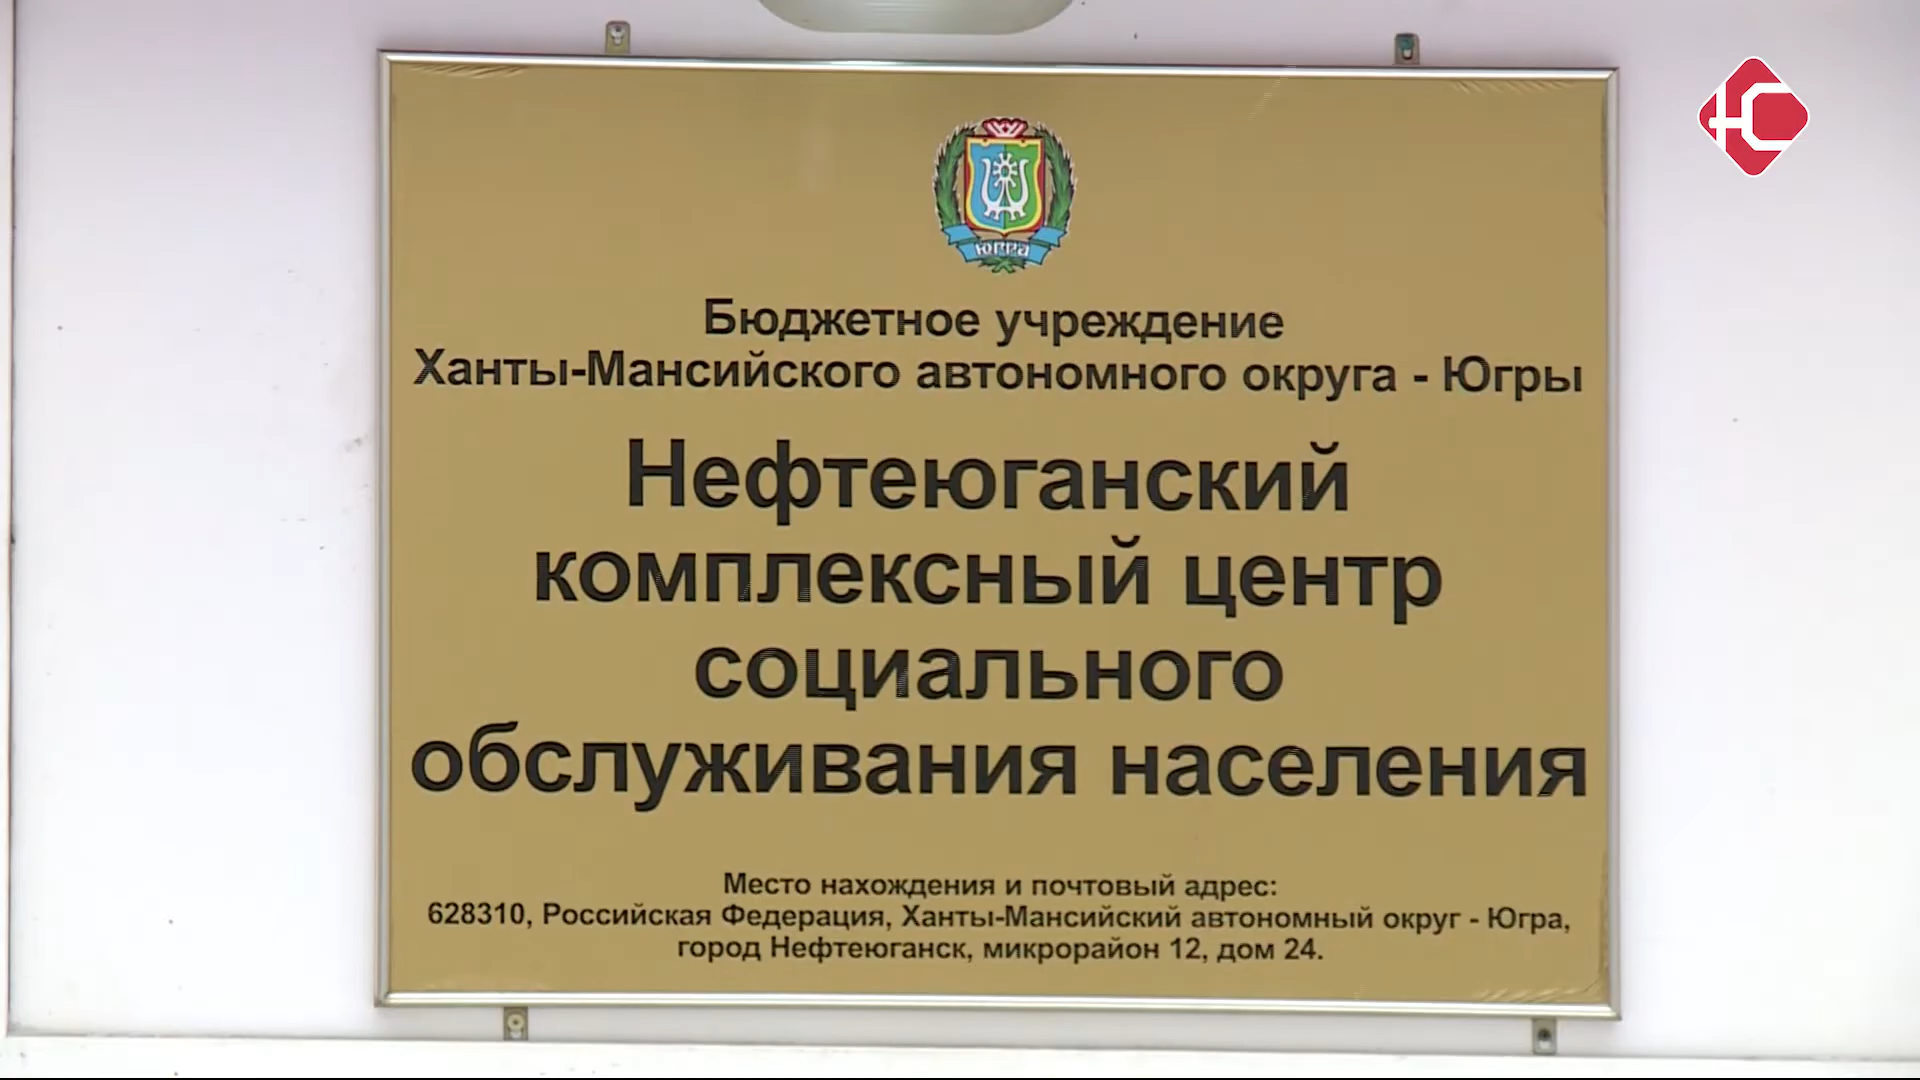 ЮГРА
Бюджетное учреждение
Ханты-Мансийского автономного округа - Югры
Нефтеюганский
комплексный центр
социального
обслуживания населения
Место нахождения и почтовый адрес:
628310, Российская Федерация, Ханты-Мансийский автономный округ - Югра,
город Нефтеюганск, микрорайон 12, дом 24.